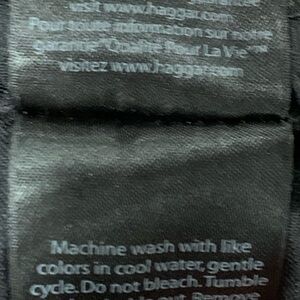 visit www.haggar.com
Pour toute information sur notre
garantie "Qualité Pour La Vie"™
visitez www.haggar.com
Machine wash with like
colors in cool water, gentle
cycle. Do not bleach. Tumble